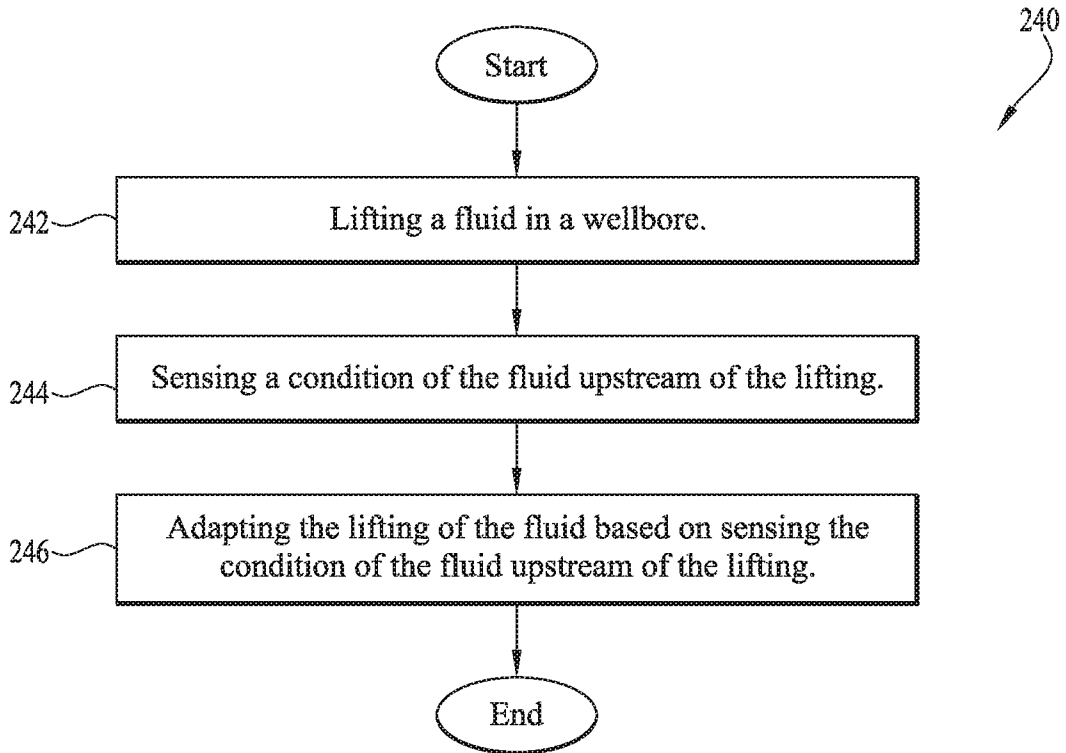 240
Start
242
Lifting a fluid in a wellbore.
244
Sensing a condition of the fluid upstream of the lifting.
246
Adapting the lifting of the fluid based on sensing the
condition of the fluid upstream of the lifting.
End